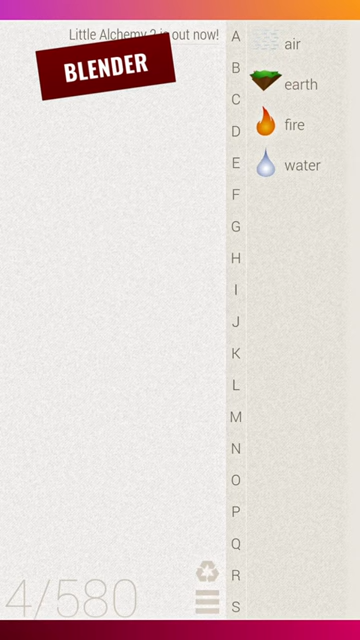 Little Alchemy 2 is out now!
BLENDER
A
B
C
D
E
F
G
H
I
J
K
L
M
N
O
P
Q
R
S
air
earth
fire
water
4/580